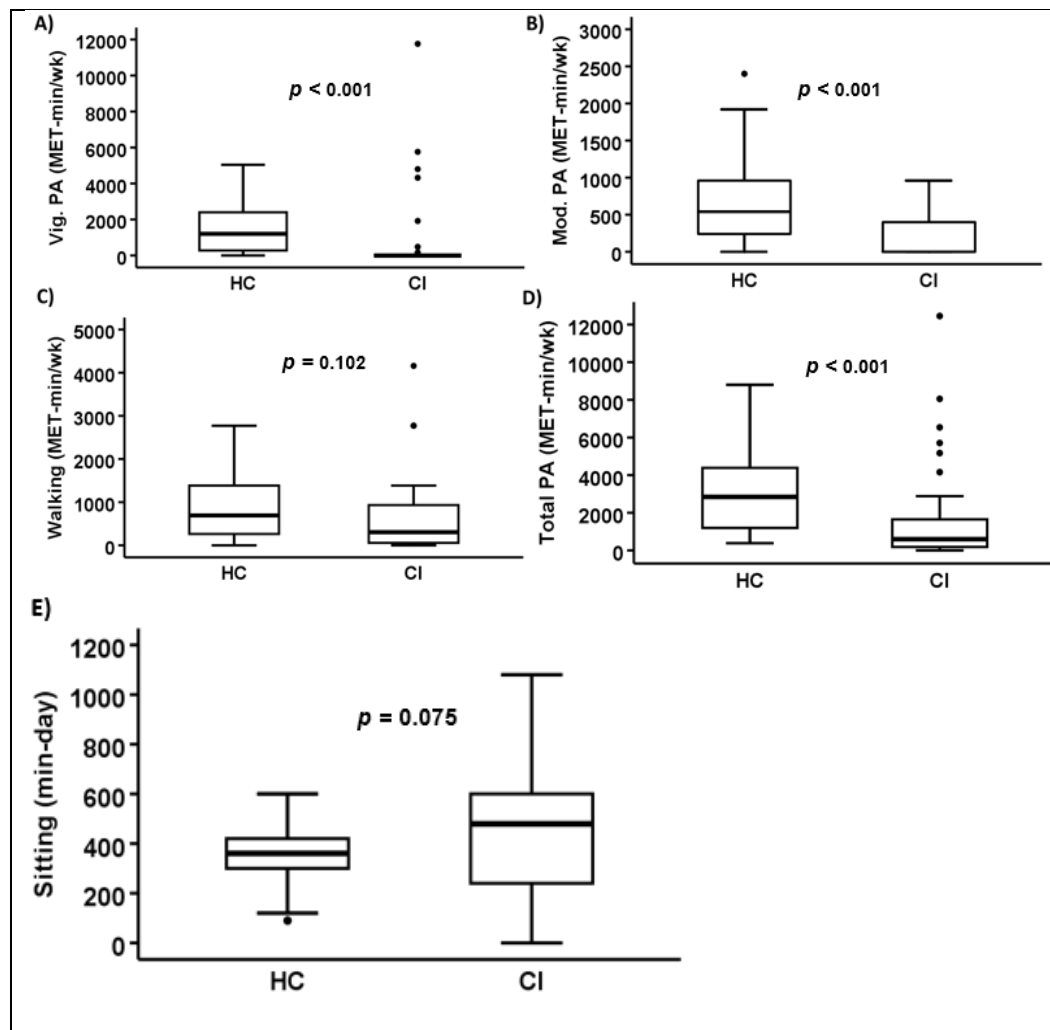 A)
Vig. PA (MET-min/wk)
12000
10000
8000
6000
4000
2000
0
p < 0.001
HC CI
B)
Mod. PA (MET-min/wk)
3000
2500
2000
1500
1000
500
0
p < 0.001
HC CI
C)
Walking (MET-min/wk)
5000
4000
3000
2000
1000
0
p = 0.102
HC CI
D)
Total PA (MET-min/wk)
12000
10000
8000
6000
4000
2000
0
p < 0.001
HC CI
E)
Sitting (min-day)
1200
1000
800
600
400
200
0
p = 0.075
HC CI